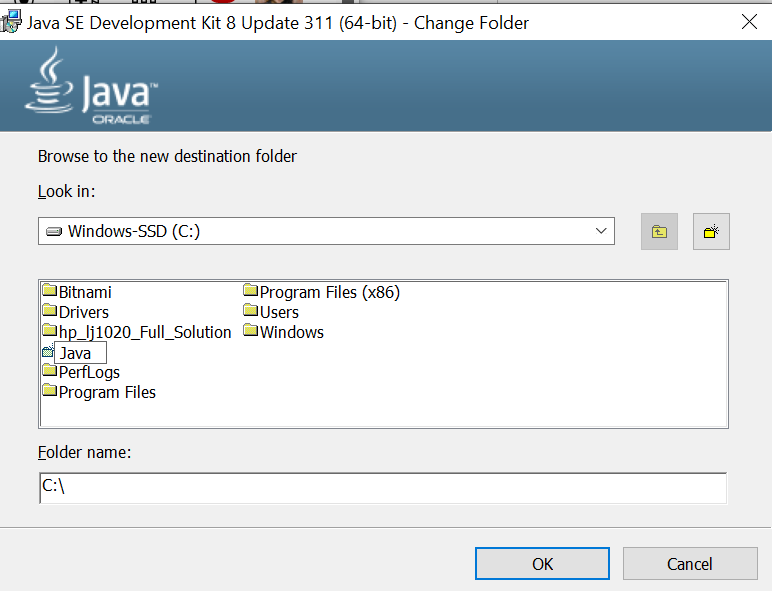 Java SE Development Kit 8 Update 311 (64-bit) - Change Folder
Java™
ORACLE
Browse to the new destination folder
Look in:
Windows-SSD (C:)
Bitnami
Drivers
hp_lj1020_Full_Solution
Java
PerfLogs
Program Files
Program Files (x86)
Users
Windows
Folder name:
C:\
OK
Cancel